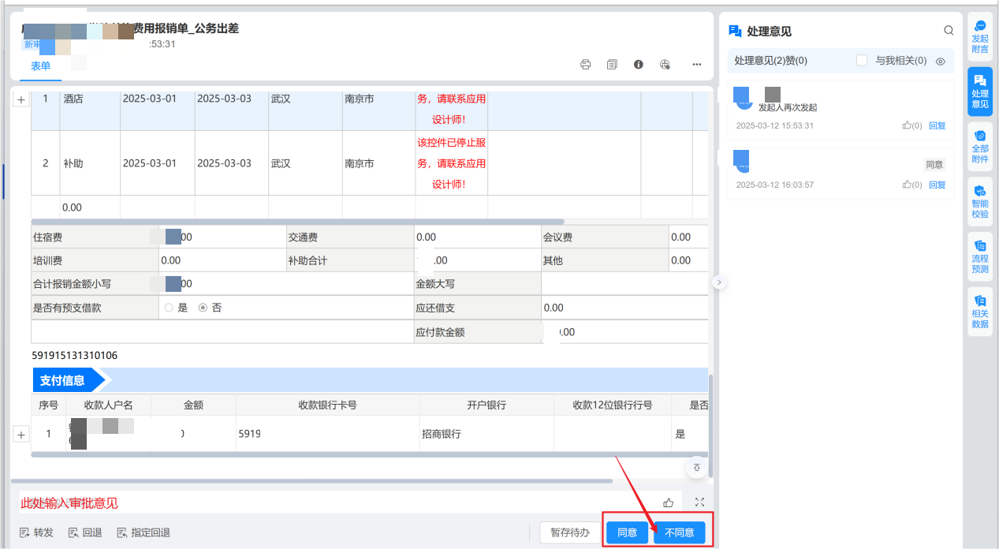 费用报销单_公务出差
新审
:53:31
表单
1 酒店 2025-03-01 2025-03-03 武汉 南京市 务，请联系应用
设计师！
2 补助 2025-03-01 2025-03-03 武汉 南京市 该控件已停止服
务，请联系应用
设计师！
0.00
住宿费 00 交通费 0.00 会议费 0.00
培训费 0.00 补助合计 .00 其他 0.00
合计报销金额小写 00 金额大写
是否有预支借款 是 否 应还借支 0.00
应付款金额 .00
591915131310106
支付信息
序号 收款人户名 金额 收款银行卡号 开户银行 收款12位银行行号 是否
1 5919 招商银行 是
此处输入审批意见
转发 回退 指定回退 暂存待办 同意 不同意
处理意见
处理意见(2)赞(0) 与我相关(0)
发起人再次发起
2025-03-12 15:53:31 (0) 回复
同意
2025-03-12 16:03:57 (0) 回复
发起
附言
处理
意见
全部
附件
智能
校验
流程
预测
相关
数据